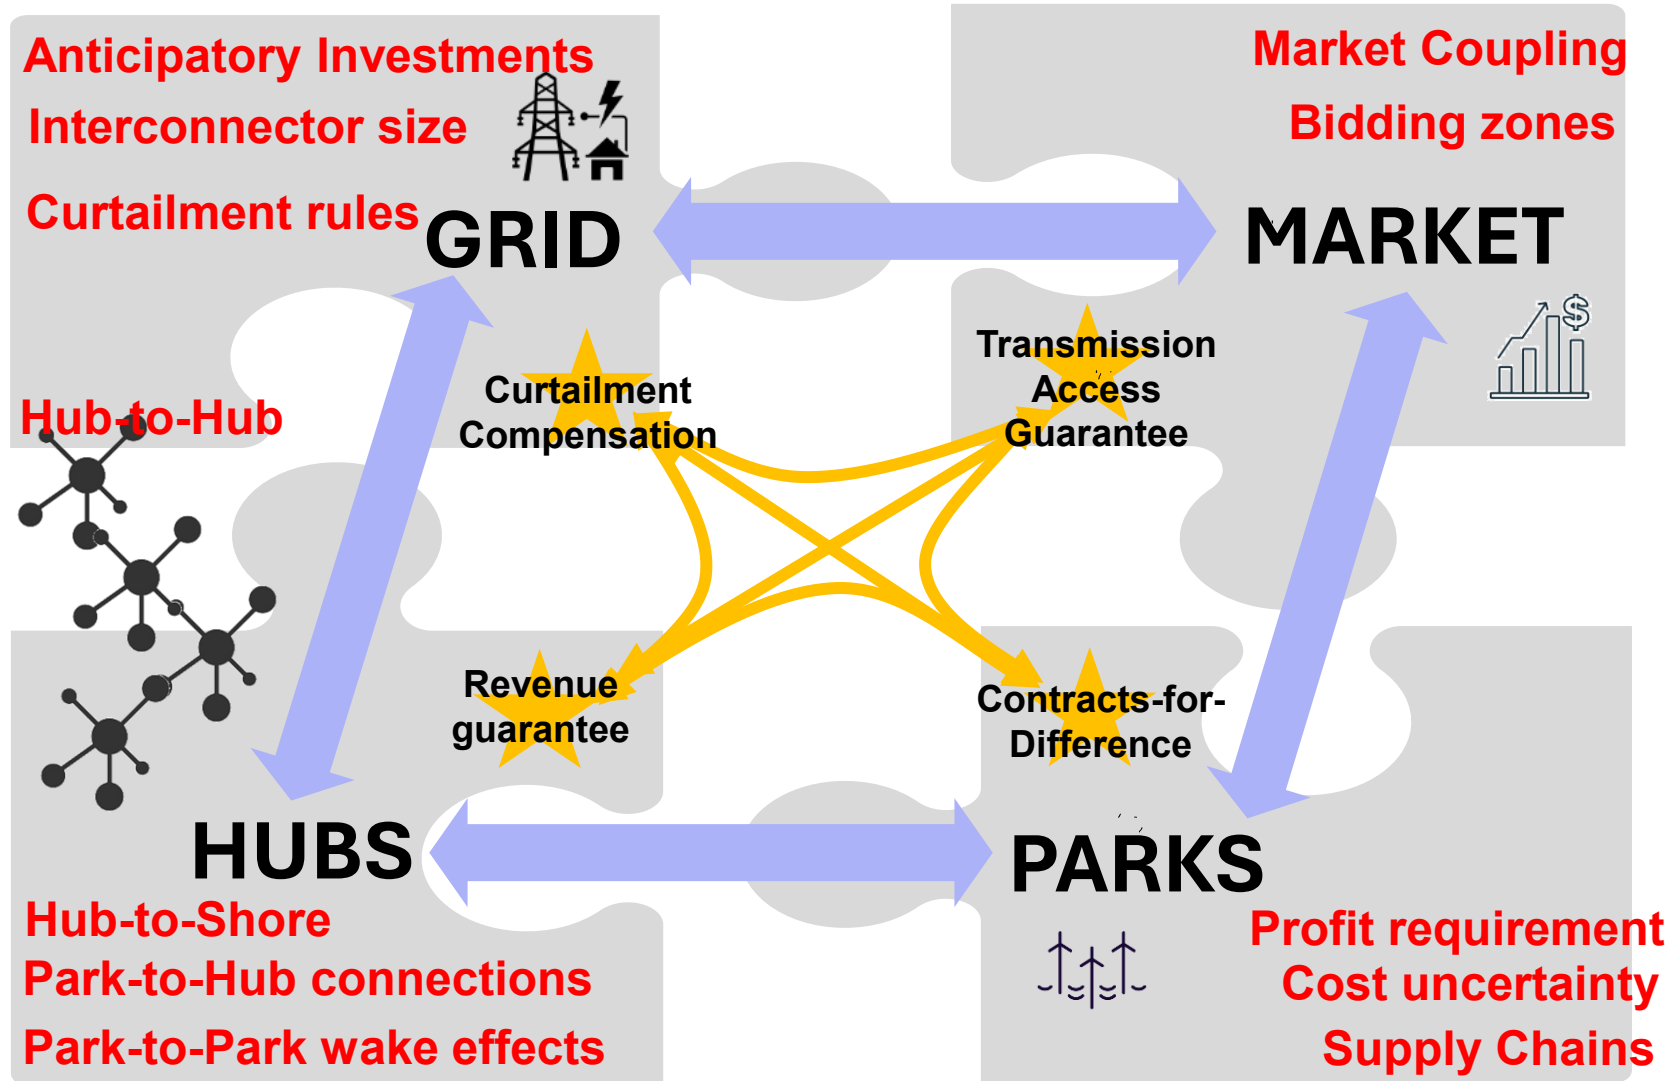 Anticipatory Investments
Interconnector size
Curtailment rules
GRID
Market Coupling
Bidding zones
MARKET
$
Hub-to-Hub
Curtailment
Compensation
Transmission
Access
Guarantee
Revenue
guarantee
Contracts-for-
Difference
HUBS
Hub-to-Shore
Park-to-Hub connections
Park-to-Park wake effects
PARKS
Profit requirement
Cost uncertainty
Supply Chains